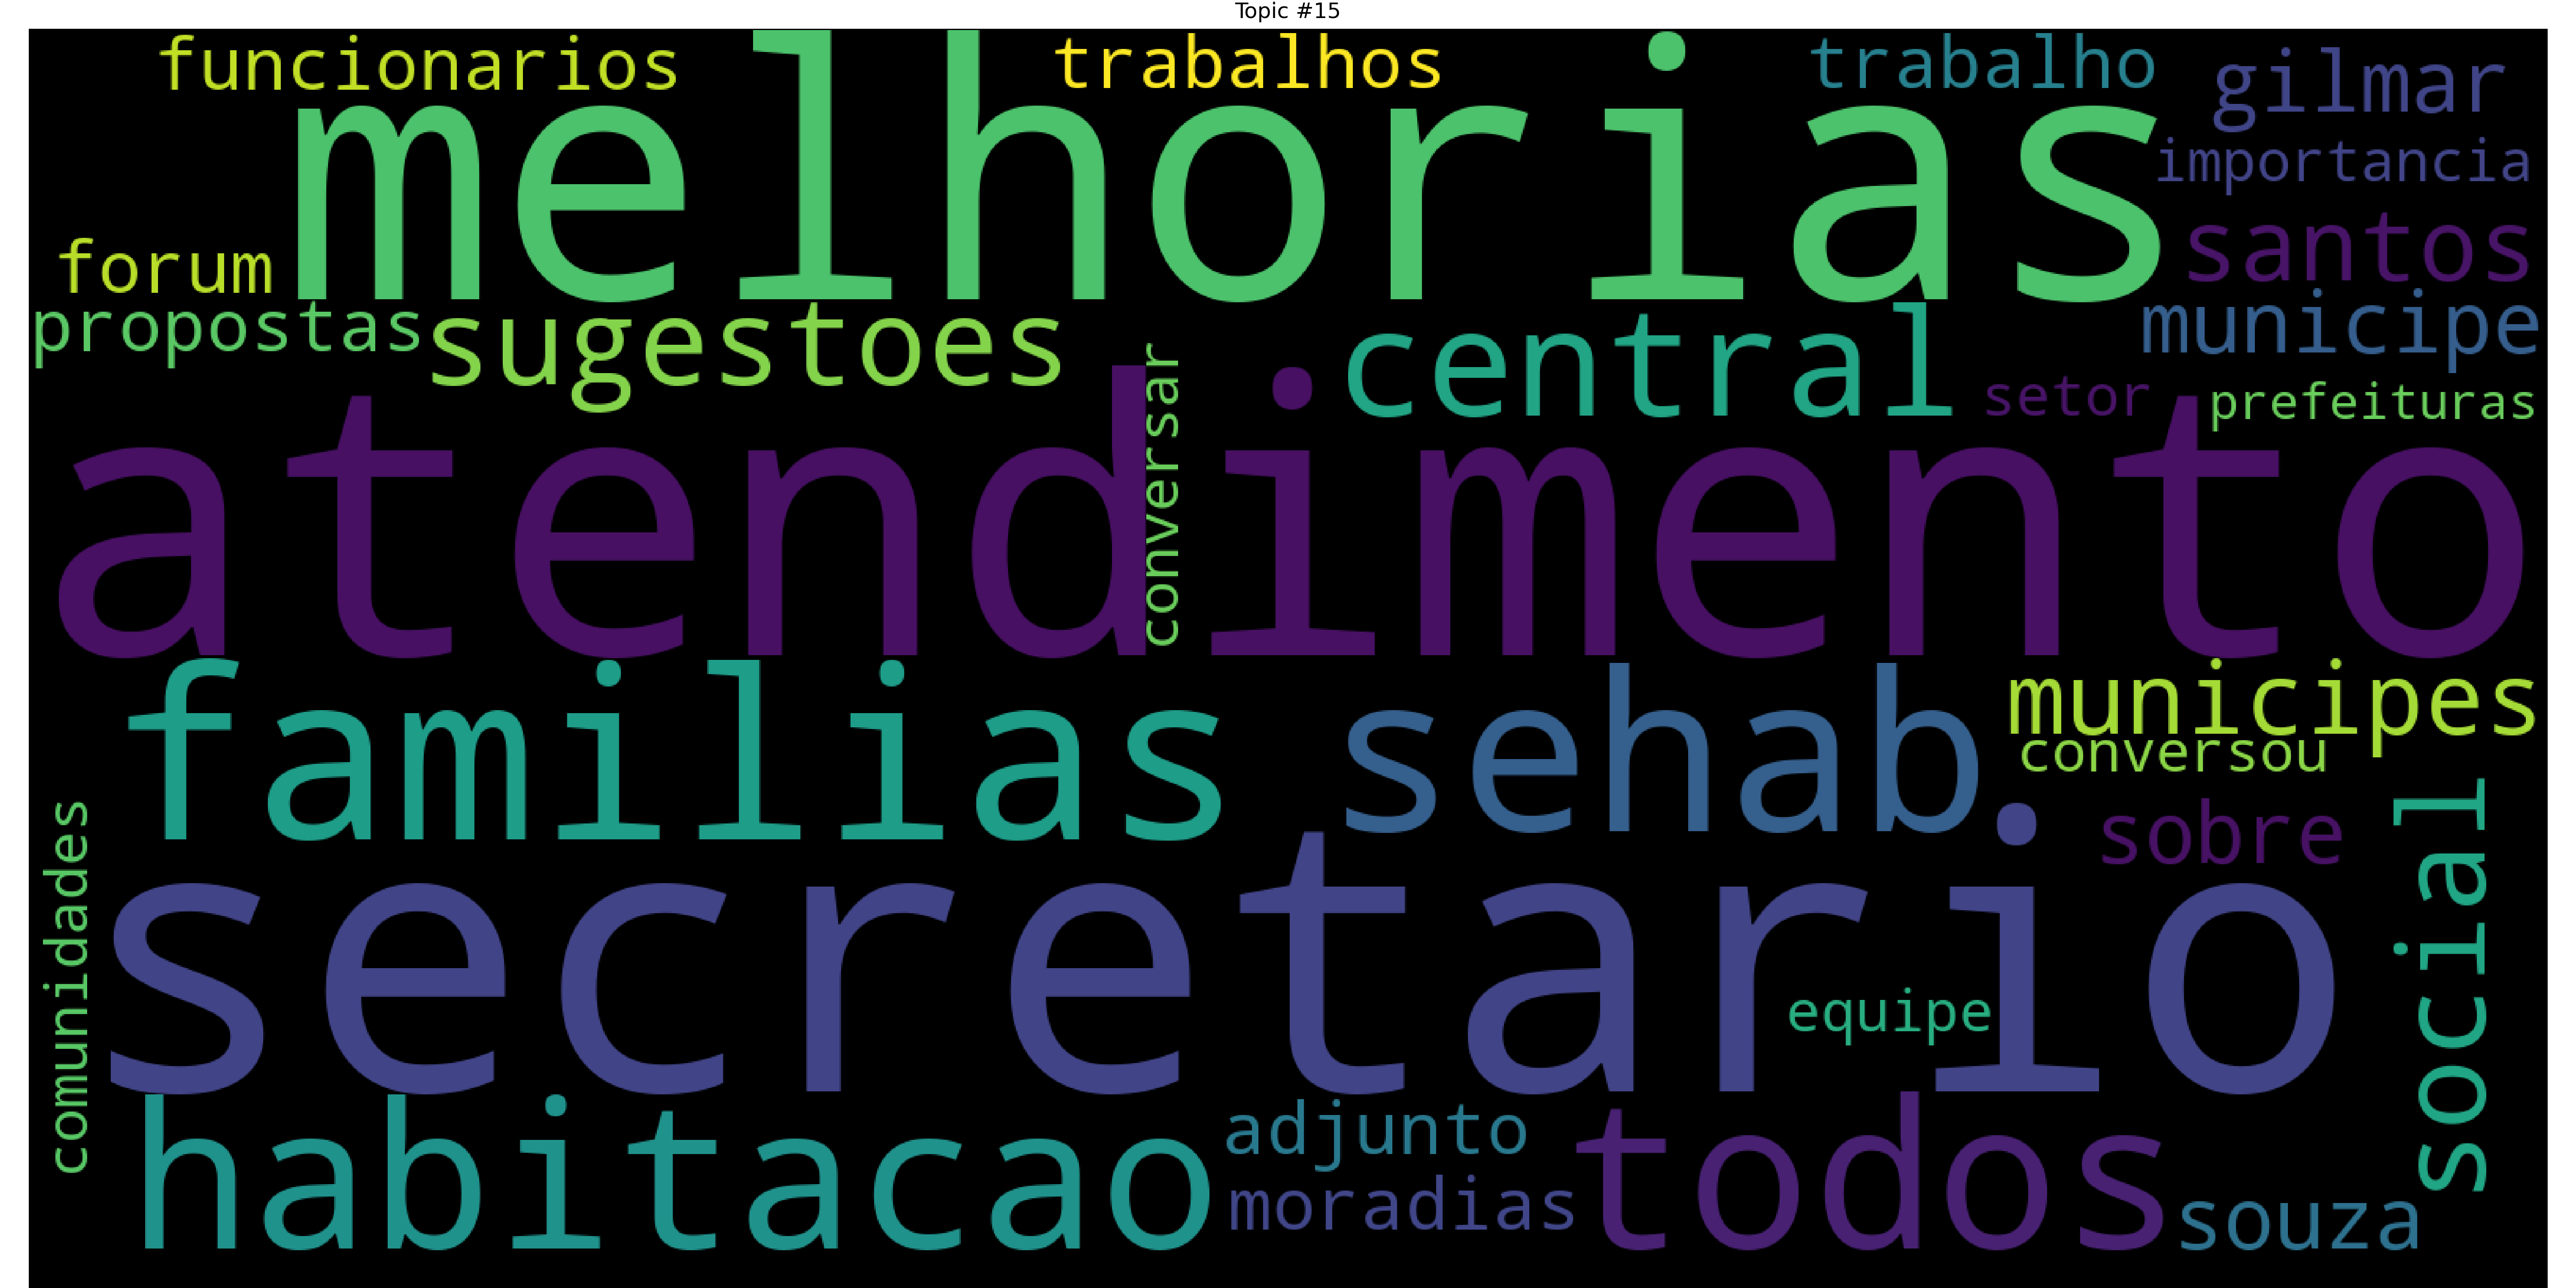 Topic #15
funcionarios
trabalhos
trabalho
gilmar
melhorias
importancia
santos
forum
propostas
sugestoes
central
municipe
conversar
setor
prefeituras
atendimento
familias
sehab
municipes
conversou
comunidades
sobre
social
secretario
equipe
habitacao
adjunto
moradias
todos
souza